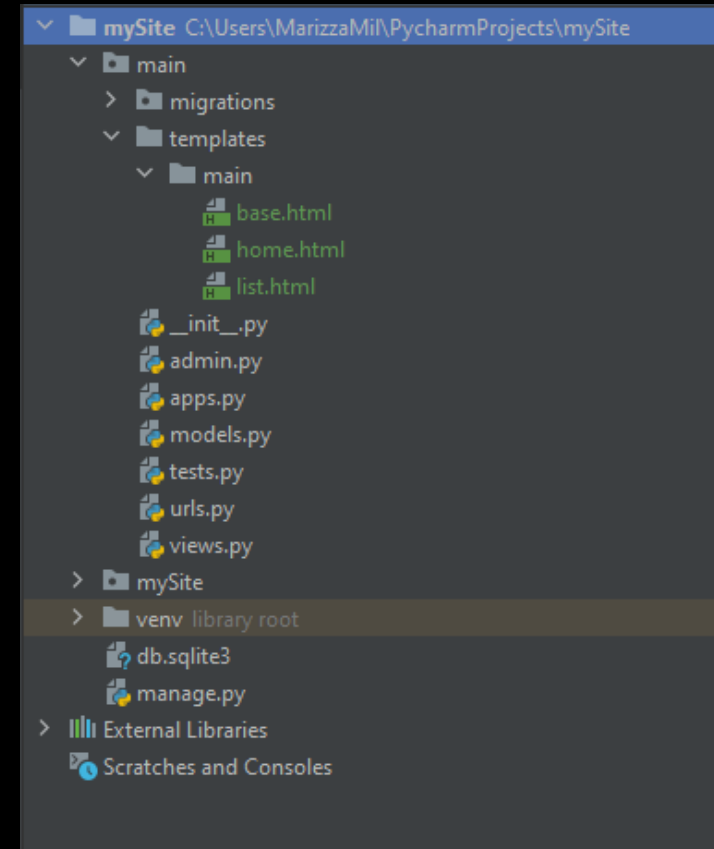 mySite C:\Users\MarizzaMil\PycharmProjects\mySite
main
migrations
templates
main
base.html
home.html
list.html
__init__.py
admin.py
apps.py
models.py
tests.py
urls.py
views.py
mySite
venv library root
db.sqlite3
manage.py
External Libraries
Scratches and Consoles